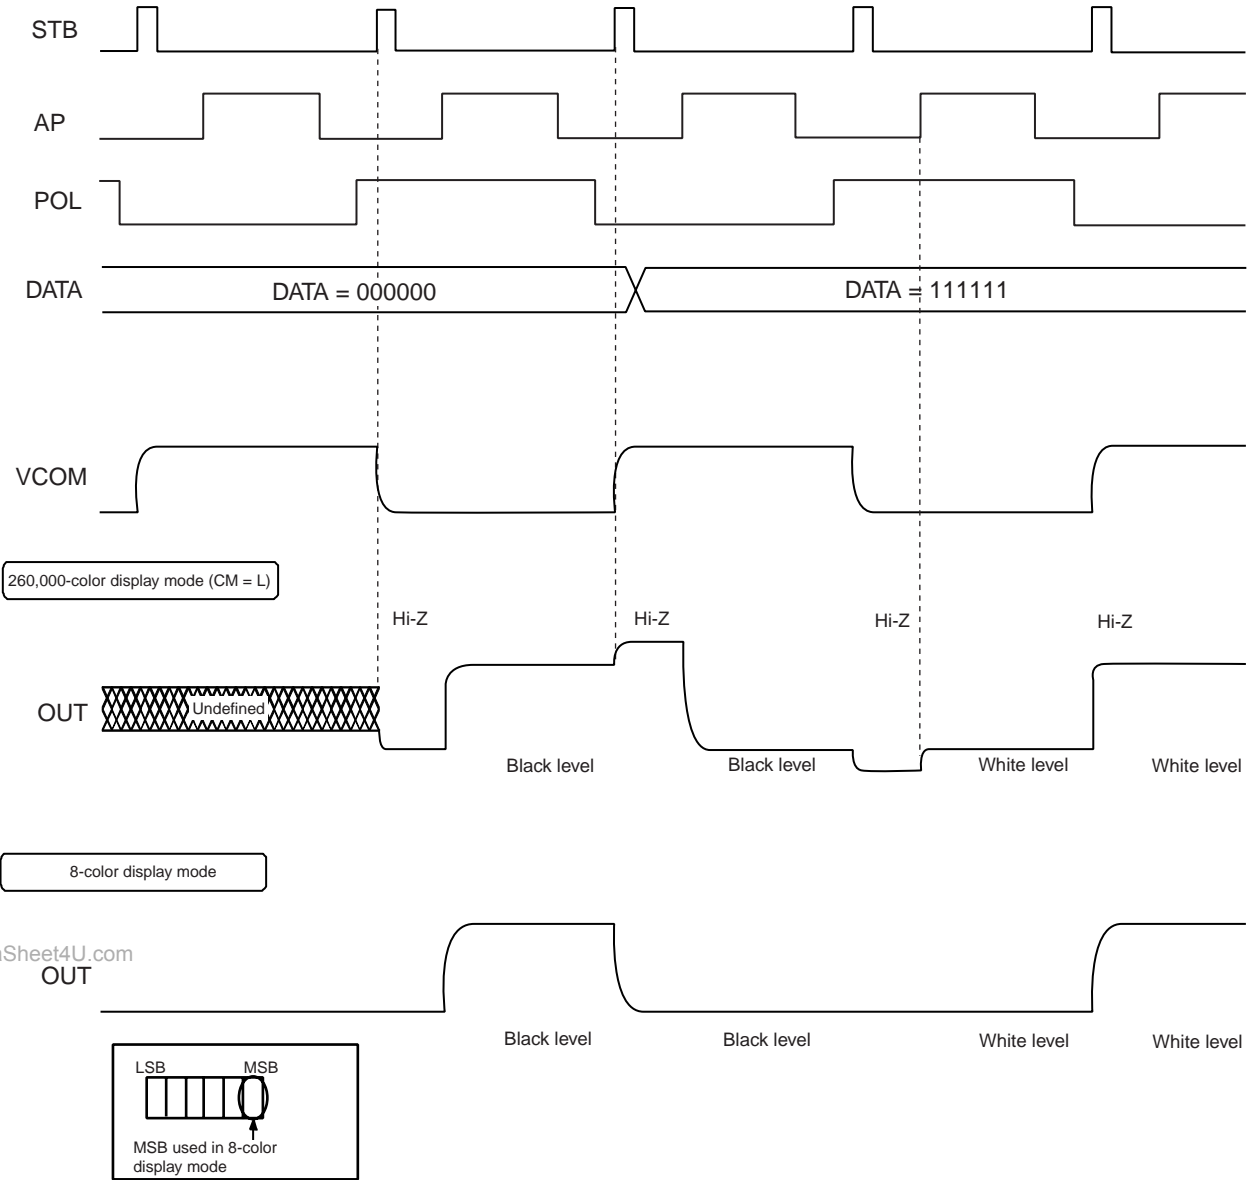 STB
AP
POL
DATA
DATA = 000000
DATA = 111111
VCOM
260,000-color display mode (CM = L)
Hi-Z
Hi-Z
Hi-Z
Hi-Z
OUT
Undefined
Black level
Black level
White level
White level
8-color display mode
aSheet4U.com
OUT
Black level
Black level
White level
White level
LSB
MSB
MSB used in 8-color
display mode